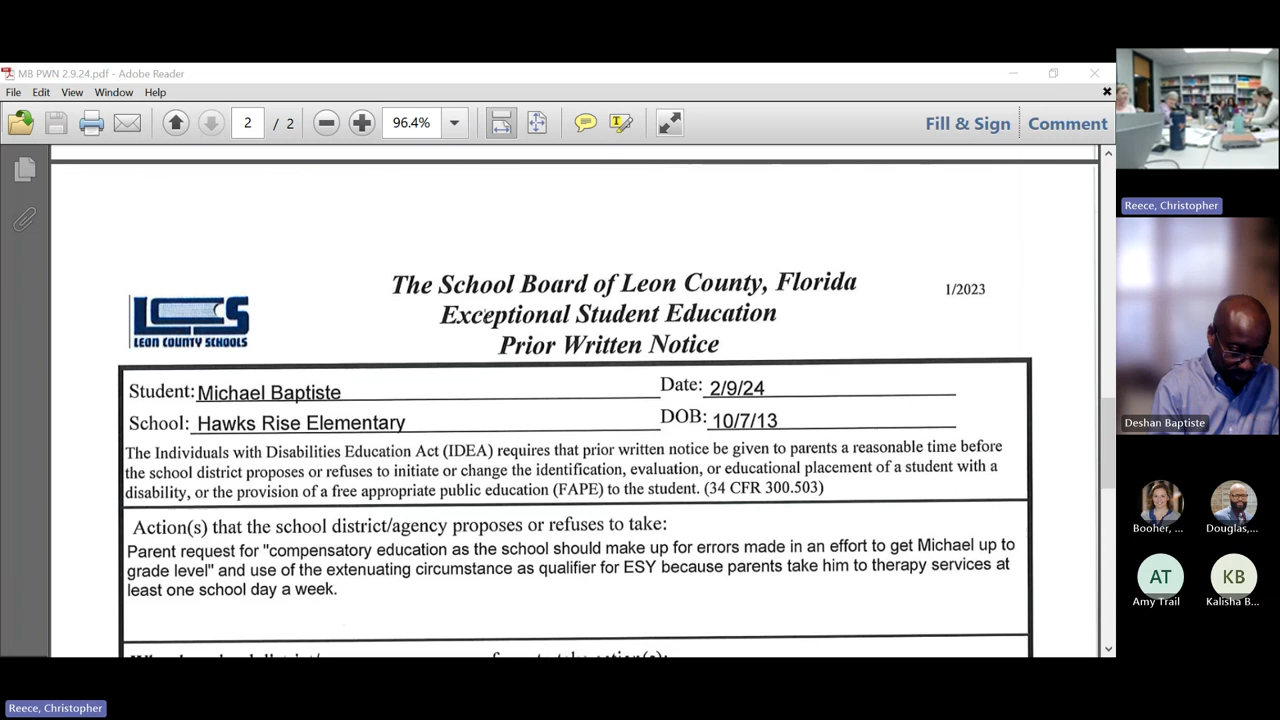 MB PWN 2.9.24.pdf - Adobe Reader
File Edit View Window Help
2 / 2 96.4% Fill & Sign Comment
Reece, Christopher
The School Board of Leon County, Florida
1/2023
Exceptional Student Education
Prior Written Notice
LCS
LEON COUNTY SCHOOLS
Student: Michael Baptiste Date: 2/9/24
School: Hawks Rise Elementary DOB: 10/7/13
The Individuals with Disabilities Education Act (IDEA) requires that prior written notice be given to parents a reasonable time before
the school district proposes or refuses to initiate or change the identification, evaluation, or educational placement of a student with a
disability, or the provision of a free appropriate public education (FAPE) to the student. (34 CFR 300.503)
Action(s) that the school district/agency proposes or refuses to take:
Parent request for "compensatory education as the school should make up for errors made in an effort to get Michael up to
grade level" and use of the extenuating circumstance as qualifier for ESY because parents take him to therapy services at
least one school day a week.
Deshan Baptiste
Booher, ... Douglas,...
AT KB
Amy Trail Kalisha B...
Reece, Christopher